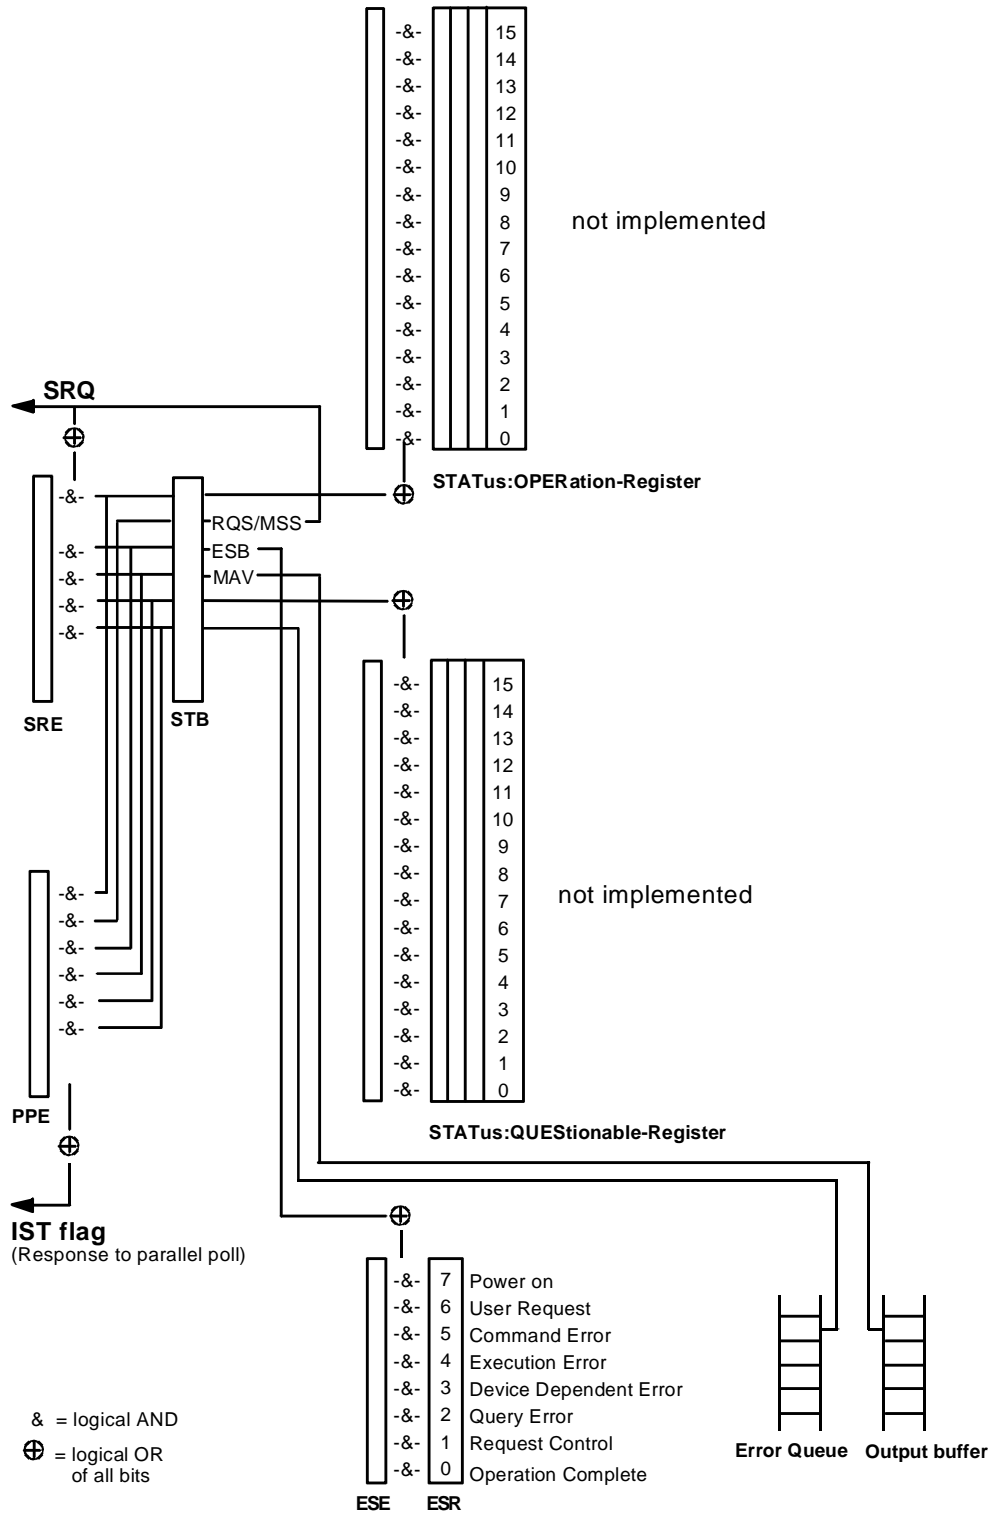 -&- 15
-&- 14
-&- 13
-&- 12
-&- 11
-&- 10
-&- 9
-&- 8
not implemented
-&- 7
-&- 6
-&- 5
-&- 4
-&- 3
-&- 2
-&- 1
-&- 0
SRQ
STATus:OPERation-Register
-&-
RQS/MSS
-&- ESB
-&- MAV
-&-
-&-
SRE
STB
-&- 15
-&- 14
-&- 13
-&- 12
-&- 11
-&- 10
-&- 9
-&- 8
-&- 7
not implemented
-&- 6
-&- 5
-&- 4
-&- 3
-&- 2
-&- 1
-&- 0
-&-
-&-
-&-
-&-
-&-
-&-
PPE
STATus:QUEStionable-Register
IST flag
(Response to parallel poll)
-&- 7 Power on
-&- 6 User Request
-&- 5 Command Error
-&- 4 Execution Error
-&- 3 Device Dependent Error
-&- 2 Query Error
-&- 1 Request Control
-&- 0 Operation Complete
ESE ESR
Error Queue Output buffer
& = logical AND
⊕ = logical OR
of all bits